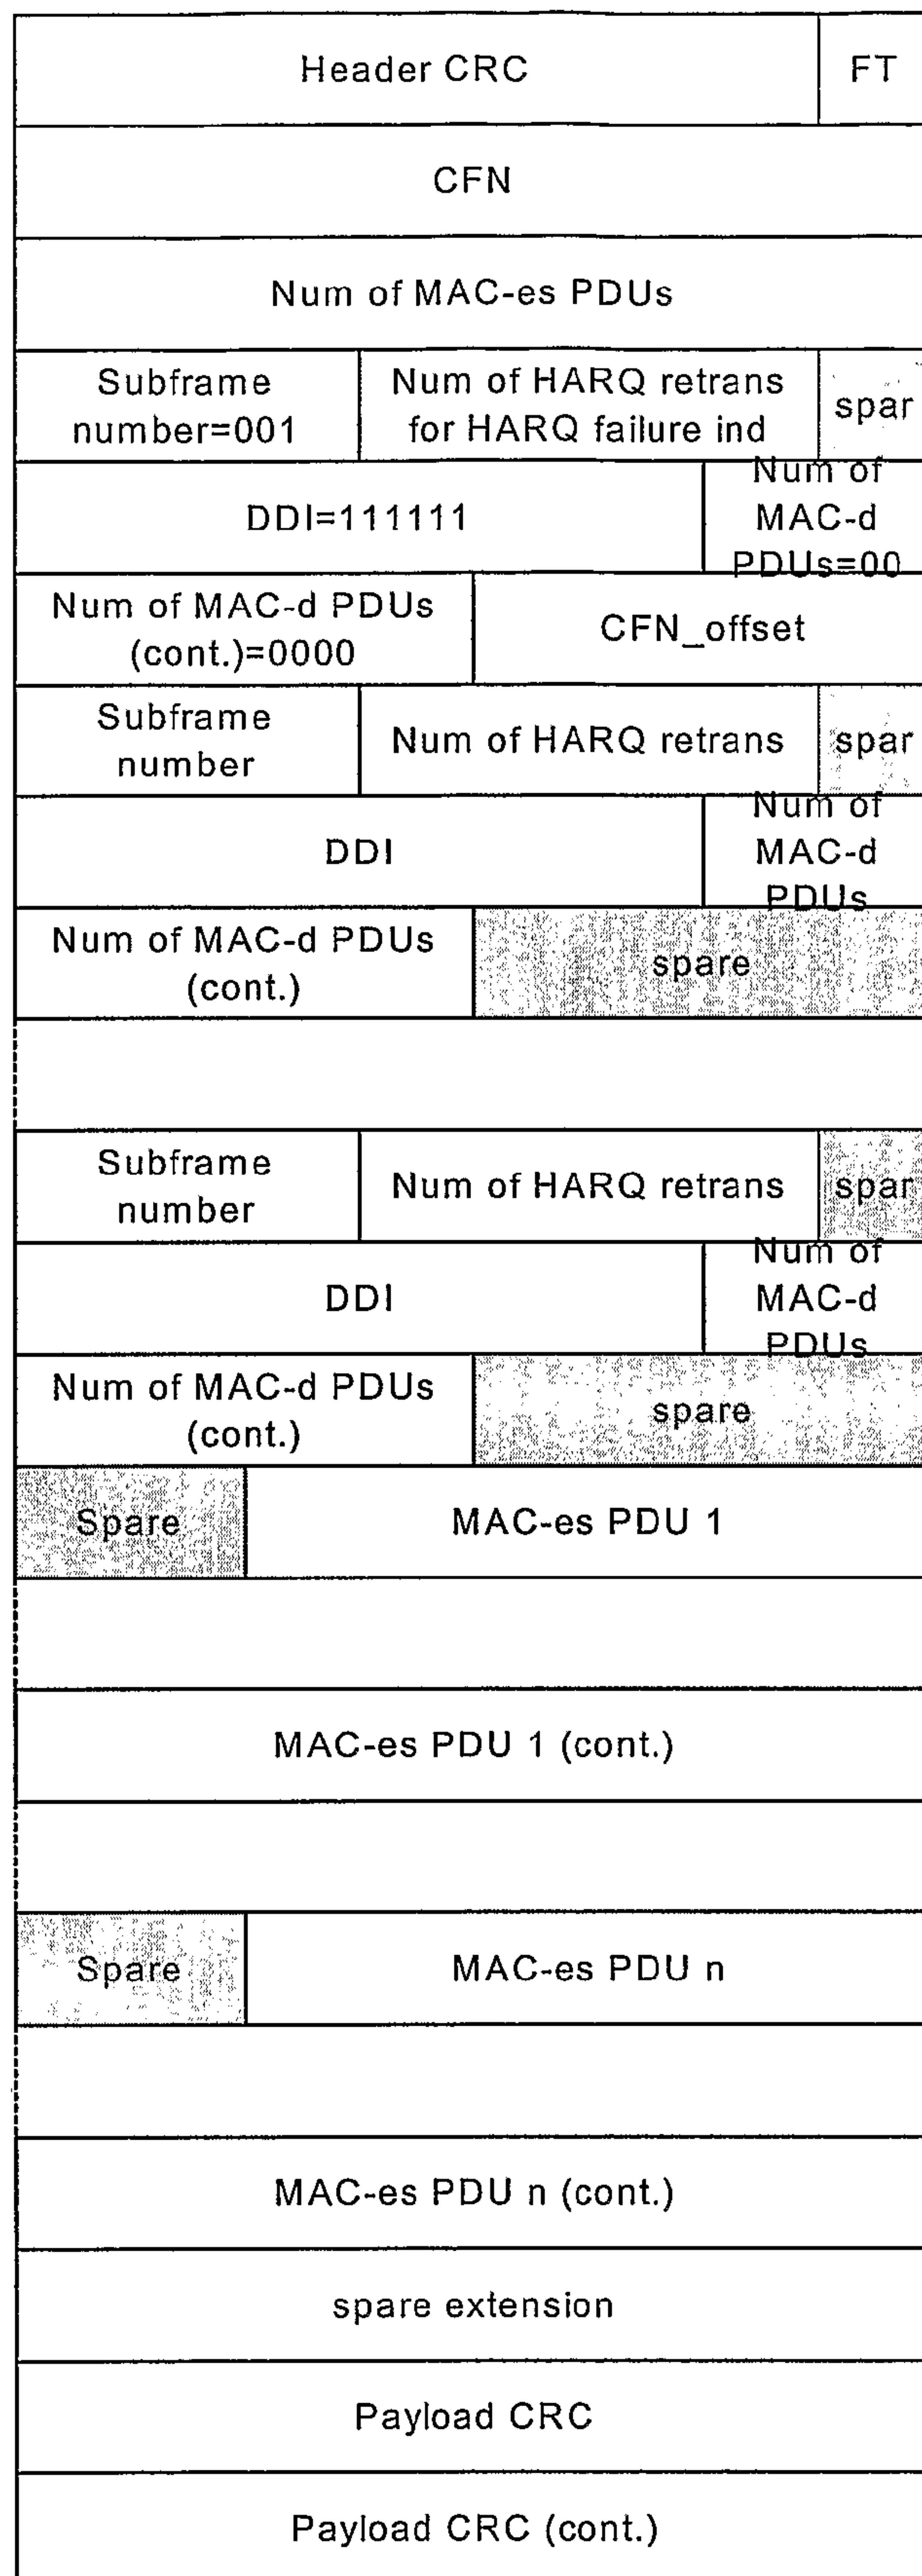 Header CRC FT
CFN
Num of MAC-es PDUs
Subframe
number=001
Num of HARQ retrans
for HARQ failure ind
spar
DDI=111111
Num of
MAC-d
PDUs=00
Num of MAC-d PDUs
(cont.)=0000
CFN_offset
Subframe
number
Num of HARQ retrans
spar
DDI
Num of
MAC-d
PDUs
Num of MAC-d PDUs
(cont.)
spare
Subframe
number
Num of HARQ retrans
spar
DDI
Num of
MAC-d
PDUs
Num of MAC-d PDUs
(cont.)
spare
Spare MAC-es PDU 1
MAC-es PDU 1 (cont.)
Spare MAC-es PDU n
MAC-es PDU n (cont.)
spare extension
Payload CRC
Payload CRC (cont.)